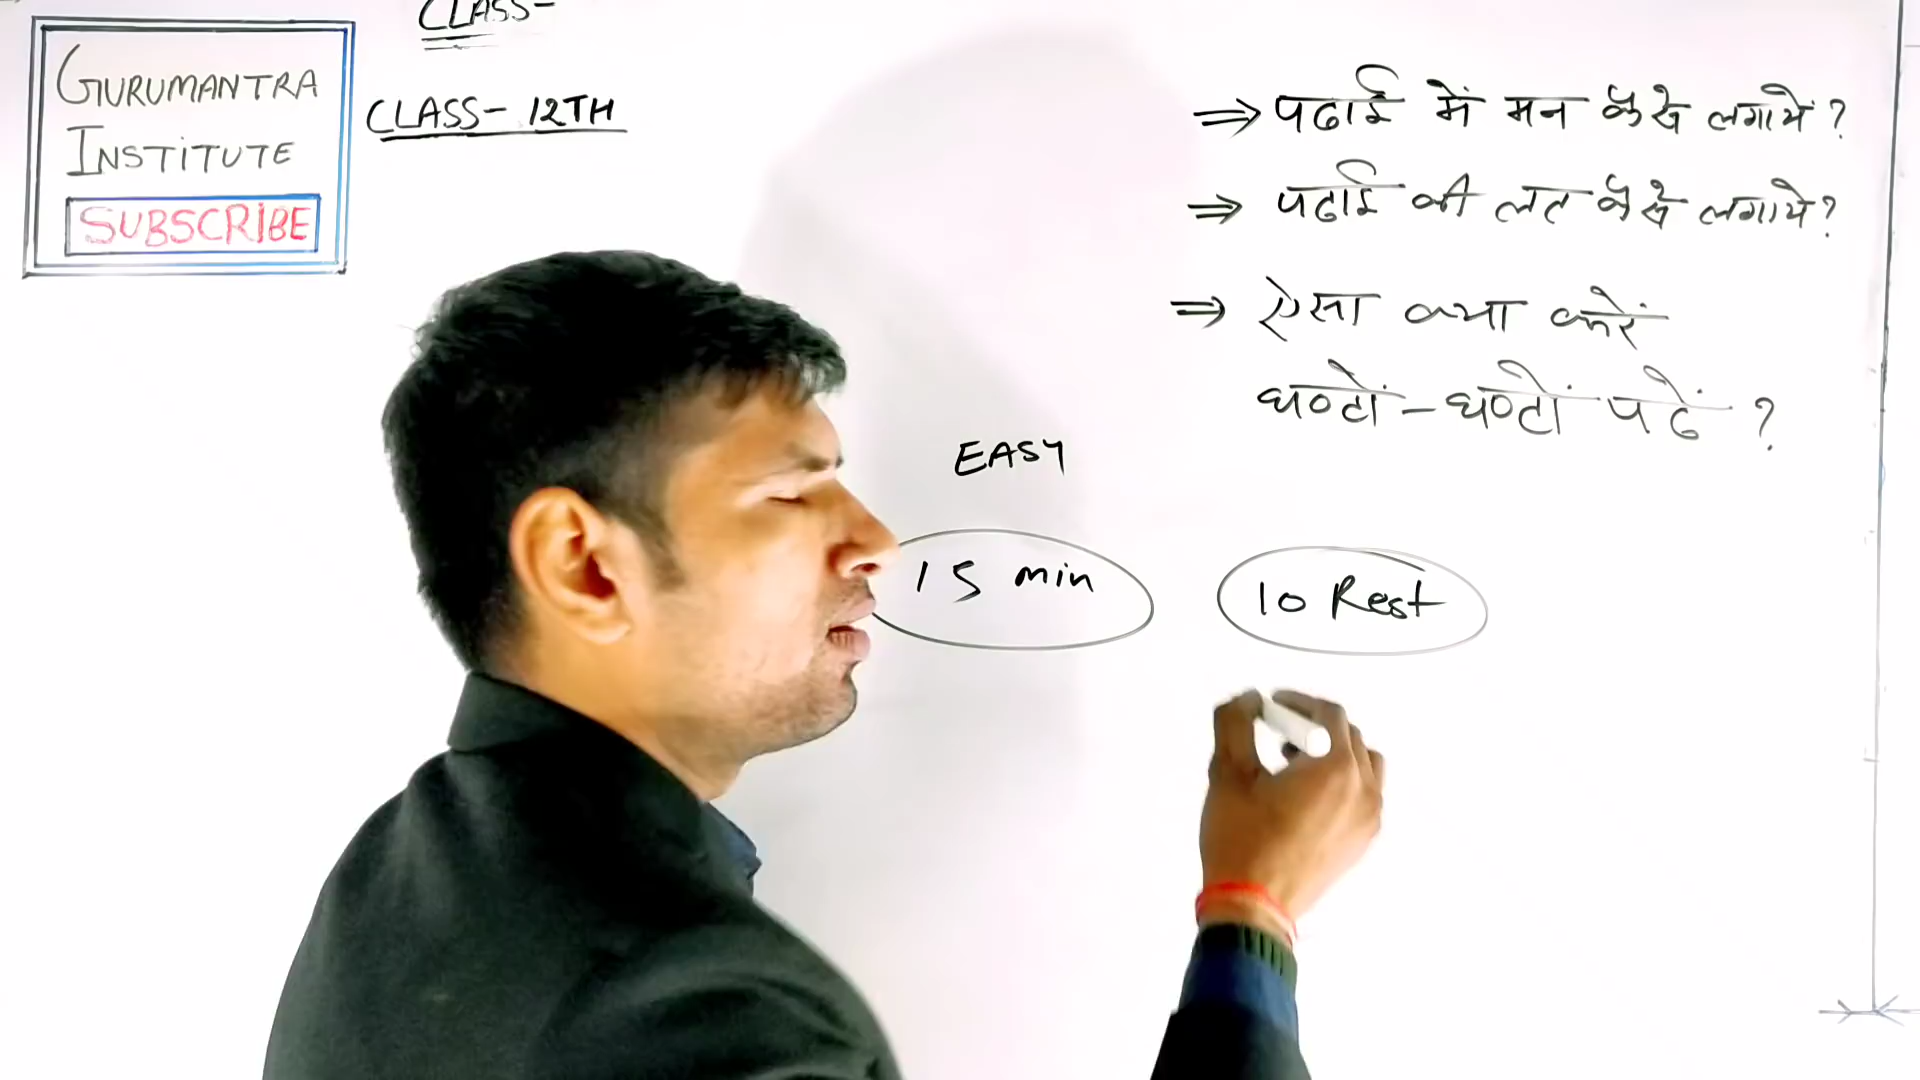 CLASS-
GURUMANTRA
INSTITUTE
SUBSCRIBE
CLASS- 12TH
⇒ पढाई में मन कैसे लगायें?
⇒ पढाई की लत कैसे लगाये?
⇒ ऐसा क्या करें
घण्टों - घण्टों पढें ?
EASY
15 min
10 Rest